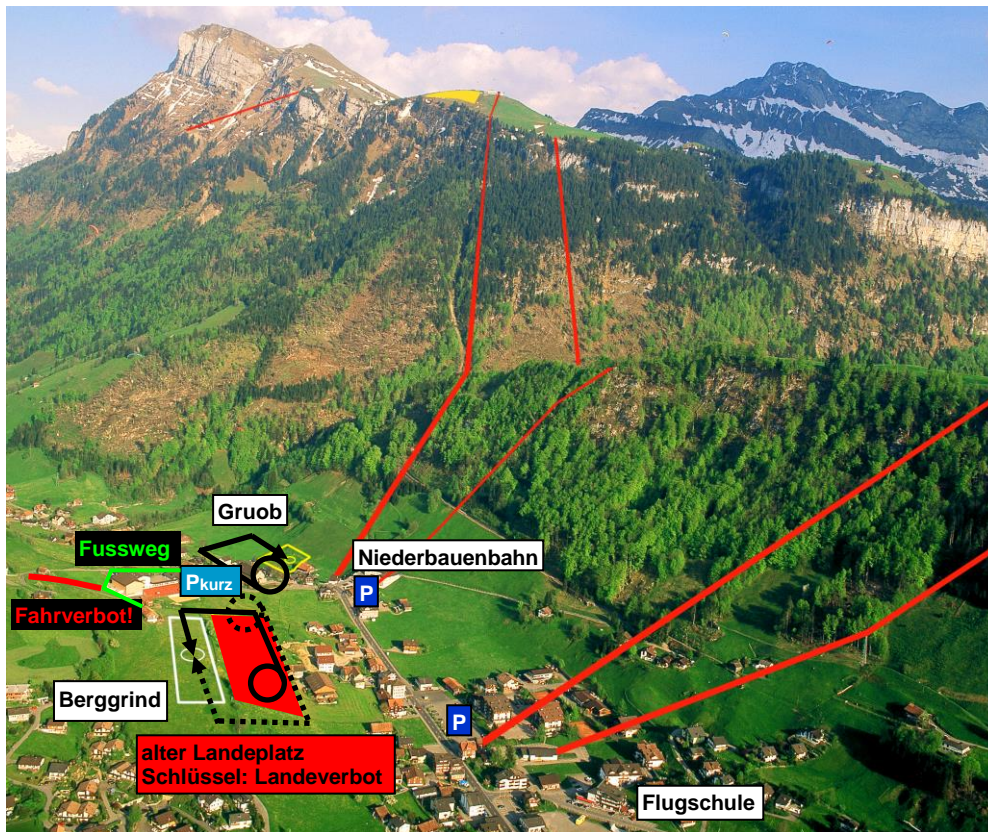 Gruob
Fussweg
Niederbauenbahn
Pkurz
P
Fahrverbot!
Berggrind
P
alter Landeplatz
Schlüssel: Landeverbot
Flugschule